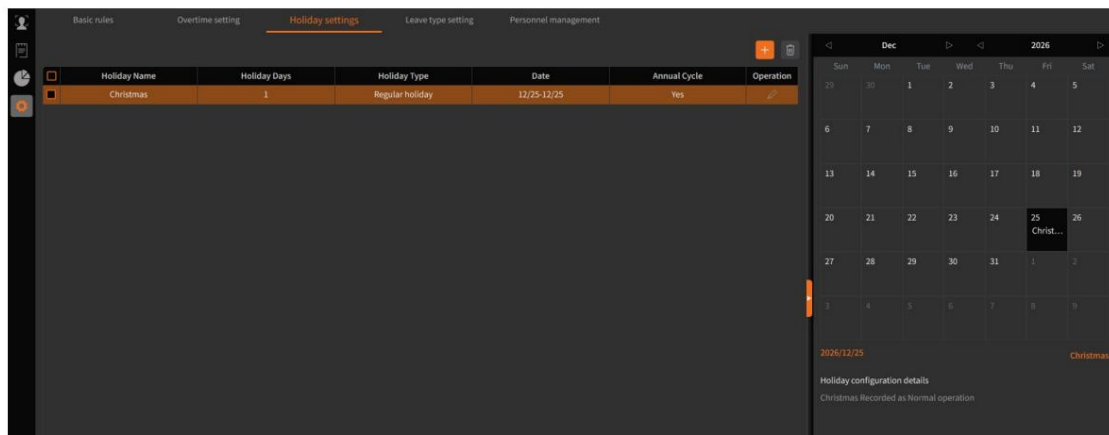 Basic rules Overtime setting Holiday settings Leave type setting Personnel management
Holiday Name Holiday Days Holiday Type Date Annual Cycle Operation
Christmas 1 Regular holiday 12/25-12/25 Yes
Dec 2026
Sun Mon Tue Wed Thu Fri Sat
29 30 1 2 3 4 5
6 7 8 9 10 11 12
13 14 15 16 17 18 19
20 21 22 23 24 25 26
Christ...
27 28 29 30 31 1 2
3 4 5 6 7 8 9
2026/12/25 Christmas
Holiday configuration details
Christmas Recorded as Normal operation